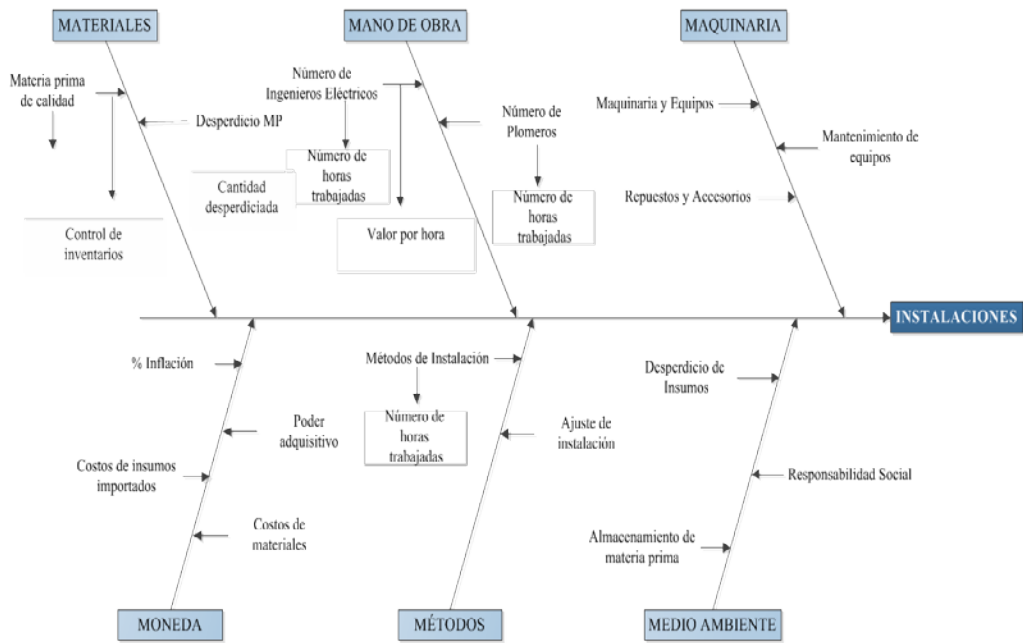 MATERIALES
MANO DE OBRA
MAQUINARIA
Materia prima
de calidad
Desperdicio MP
Control de
inventarios
Cantidad
desperdiciada
Número de
Ingenieros Eléctricos
Número de
horas
trabajadas
Valor por hora
Número de
Plomeros
Número de
horas
trabajadas
Maquinaria y Equipos
Mantenimiento de
equipos
Repuestos y Accesorios
INSTALACIONES
% Inflación
Poder
adquisitivo
Costos de insumos
importados
Costos de
materiales
Métodos de Instalación
Número de
horas
trabajadas
Ajuste de
instalación
Desperdicio de
Insumos
Responsabilidad Social
Almacenamiento de
materia prima
MONEDA
MÉTODOS
MEDIO AMBIENTE